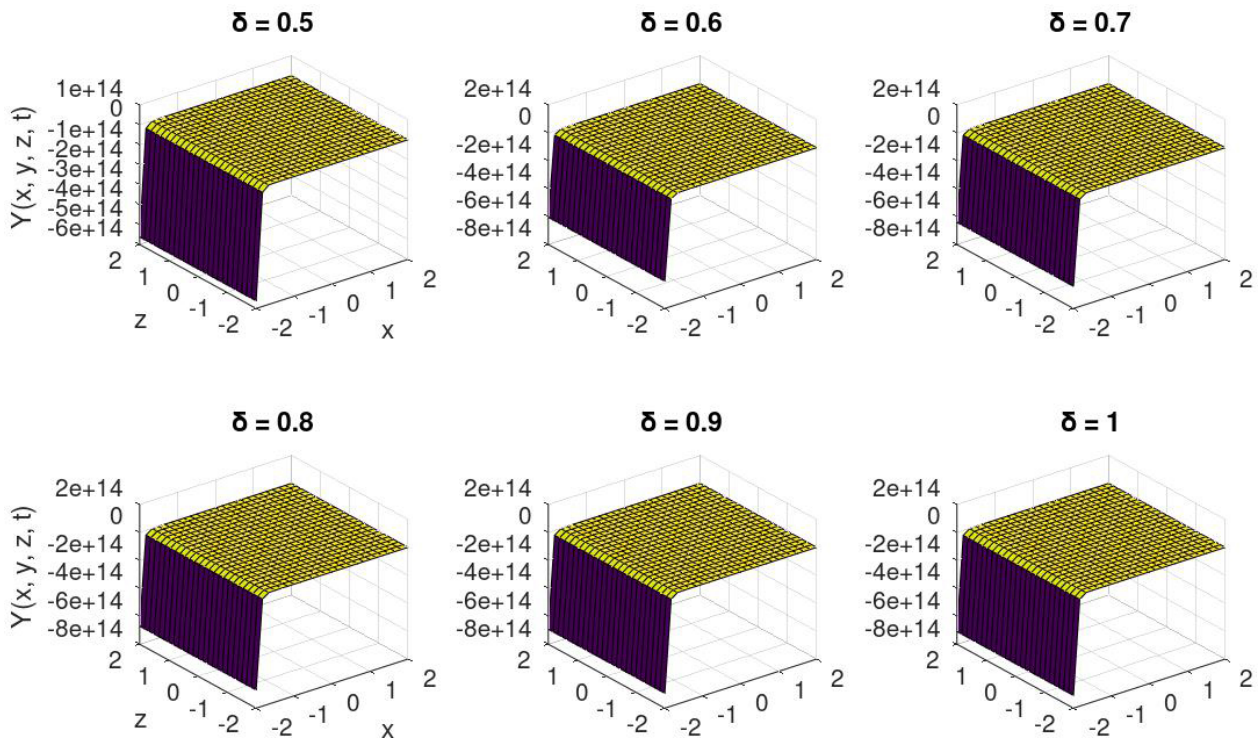 δ = 0.5
1e+14
0
-1e+14
-2e+14
-3e+14
-4e+14
-5e+14
-6e+14
Y(x, y, z, t)
2
1
0
-1
-2
z
-2
-1
0
1
2
x
δ = 0.6
2e+14
0
-2e+14
-4e+14
-6e+14
-8e+14
2
1
0
-1
-2
-2
-1
0
1
2
δ = 0.7
2e+14
0
-2e+14
-4e+14
-6e+14
-8e+14
2
1
0
-1
-2
-2
-1
0
1
2
δ = 0.8
2e+14
0
-2e+14
-4e+14
-6e+14
-8e+14
Y(x, y, z, t)
2
1
0
-1
-2
z
-2
-1
0
1
2
x
δ = 0.9
2e+14
0
-2e+14
-4e+14
-6e+14
-8e+14
2
1
0
-1
-2
-2
-1
0
1
2
δ = 1
2e+14
0
-2e+14
-4e+14
-6e+14
-8e+14
2
1
0
-1
-2
-2
-1
0
1
2